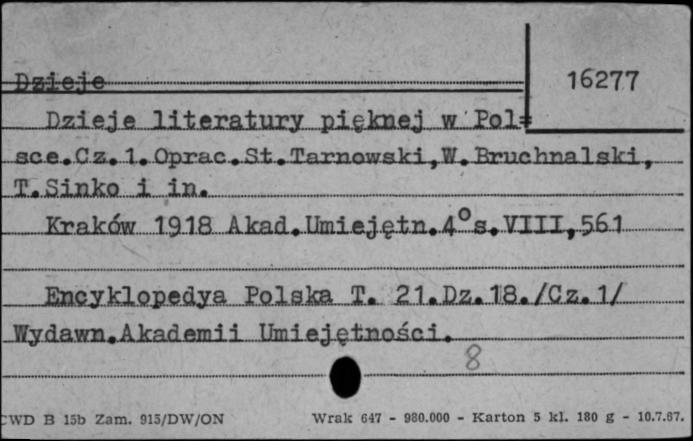 Dzieje
16277
Dzieje literatury pięknej w Pol=
sce.Cz.1.Oprac.St.Tarnowski,W.Bruchnalski,
T.Sinko i in.
Kraków 1918 Akad.Umiejętn.4°s.VIII,561
Encyklopedya Polska T. 21.Dz.18./Cz.1/
Wydawn.Akademii Umiejętności.
8
CWD B 15b Zam. 915/DW/ON Wrak 647 - 980.000 - Karton 5 kl. 180 g - 10.7.67.